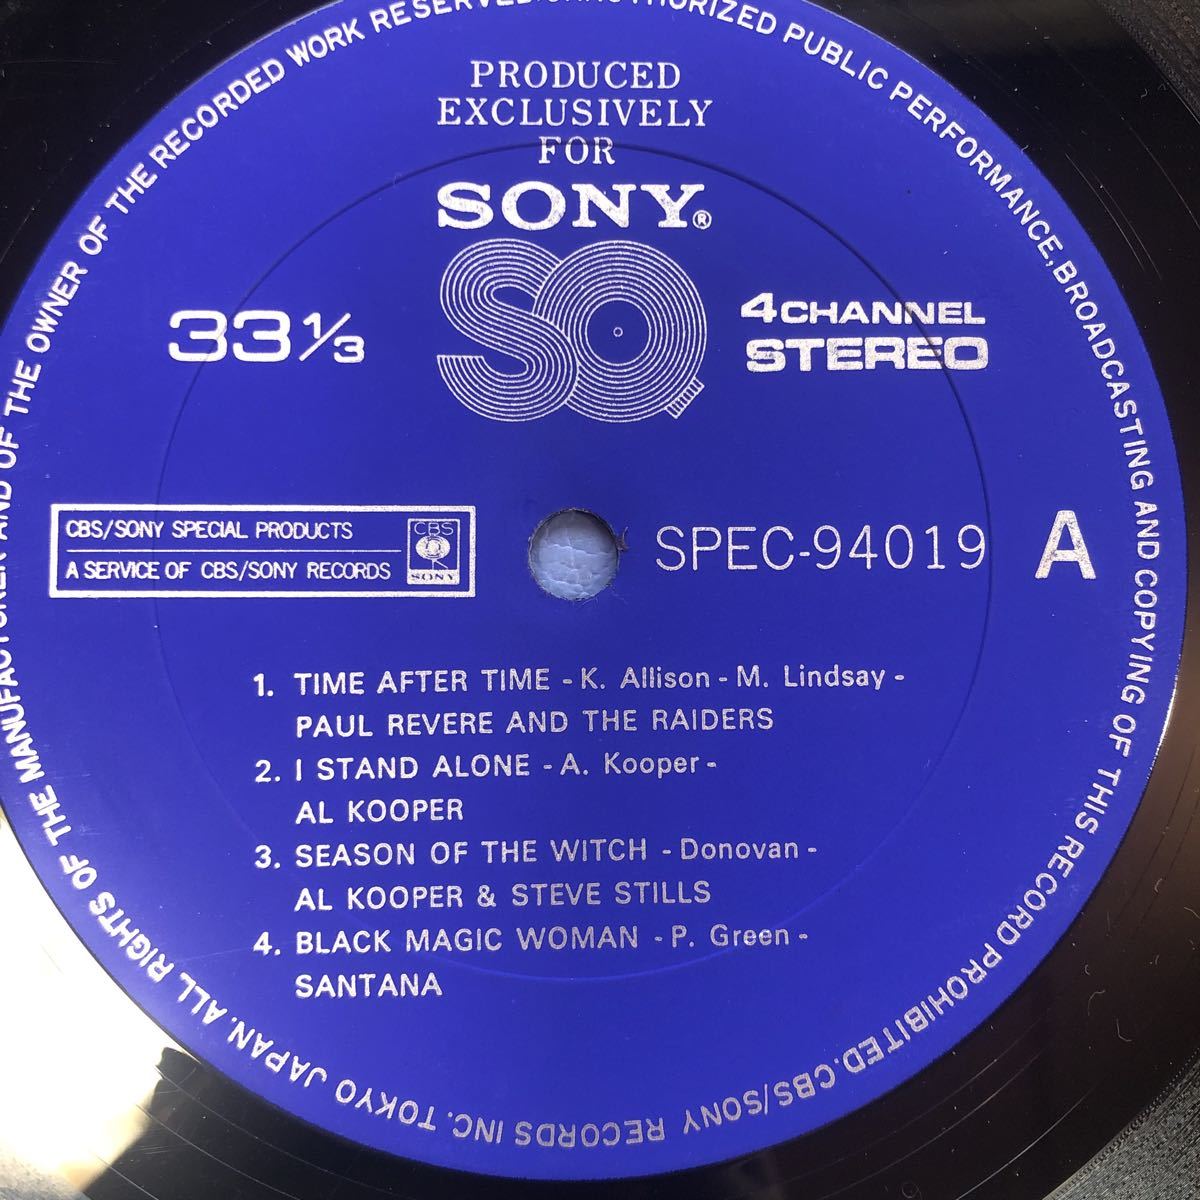 PRODUCED
EXCLUSIVELY
FOR
SONY®
SQ
33 1/3
4 CHANNEL
STEREO
CBS/SONY SPECIAL PRODUCTS
A SERVICE OF CBS/SONY RECORDS
CBS
SONY
SPEC-94019
A
1. TIME AFTER TIME - K. Allison - M. Lindsay -
PAUL REVERE AND THE RAIDERS
2. I STAND ALONE - A. Kooper -
AL KOOPER
3. SEASON OF THE WITCH - Donovan -
AL KOOPER & STEVE STILLS
4. BLACK MAGIC WOMAN - P. Green -
SANTANA
ALL RIGHTS OF THE MANUFACTURER AND OF THE OWNER OF THE RECORDED WORK RESERVED. UNAUTHORIZED PUBLIC PERFORMANCE, BROADCASTING AND COPYING OF THIS RECORD PROHIBITED. CBS/SONY RECORDS INC. TOKYO JAPAN.